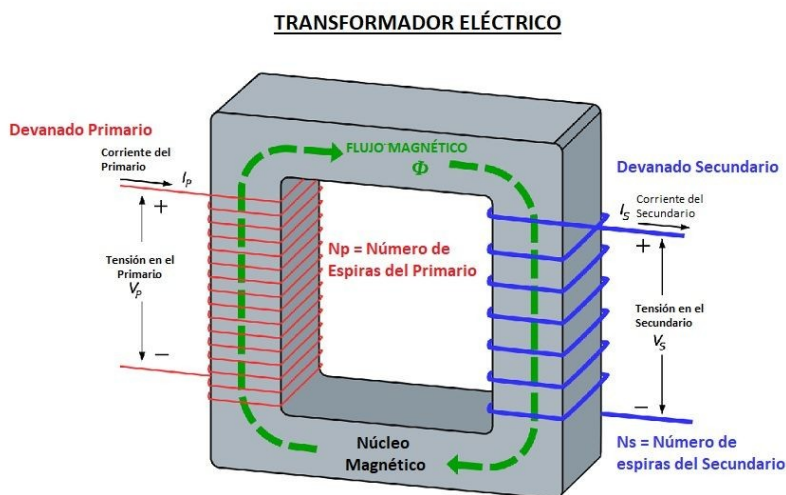 TRANSFORMADOR ELÉCTRICO
Devanado Primario
Corriente del
Primario
I_P
+
Tensión en el
Primario
V_P
−
FLUJO MAGNÉTICO
Φ
Np = Número de
Espiras del Primario
Núcleo
Magnético
Devanado Secundario
I_S
Corriente del
Secundario
+
Tensión en el
Secundario
V_S
−
Ns = Número de
espiras del Secundario